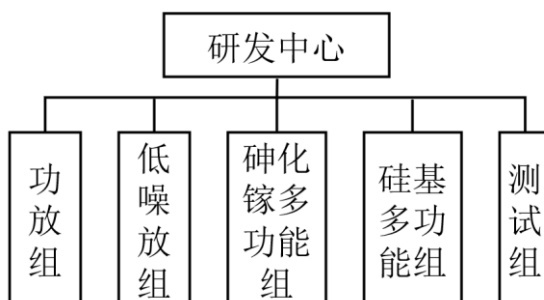 研发中心
功放组
低噪放组
砷化镓多功能组
硅基多功能组
测试组